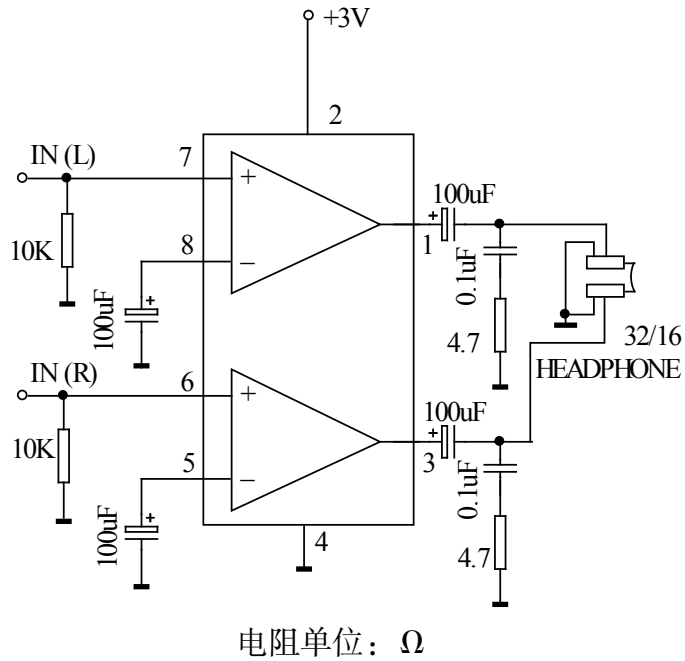 +3V
2
IN (L)
7
+
100uF
+
8
1
10K
−
0.1uF
+
100uF
4.7
32/16
HEADPHONE
IN (R)
6
+
100uF
+
10K
5
3
−
0.1uF
+
100uF
4
4.7
电阻单位：Ω